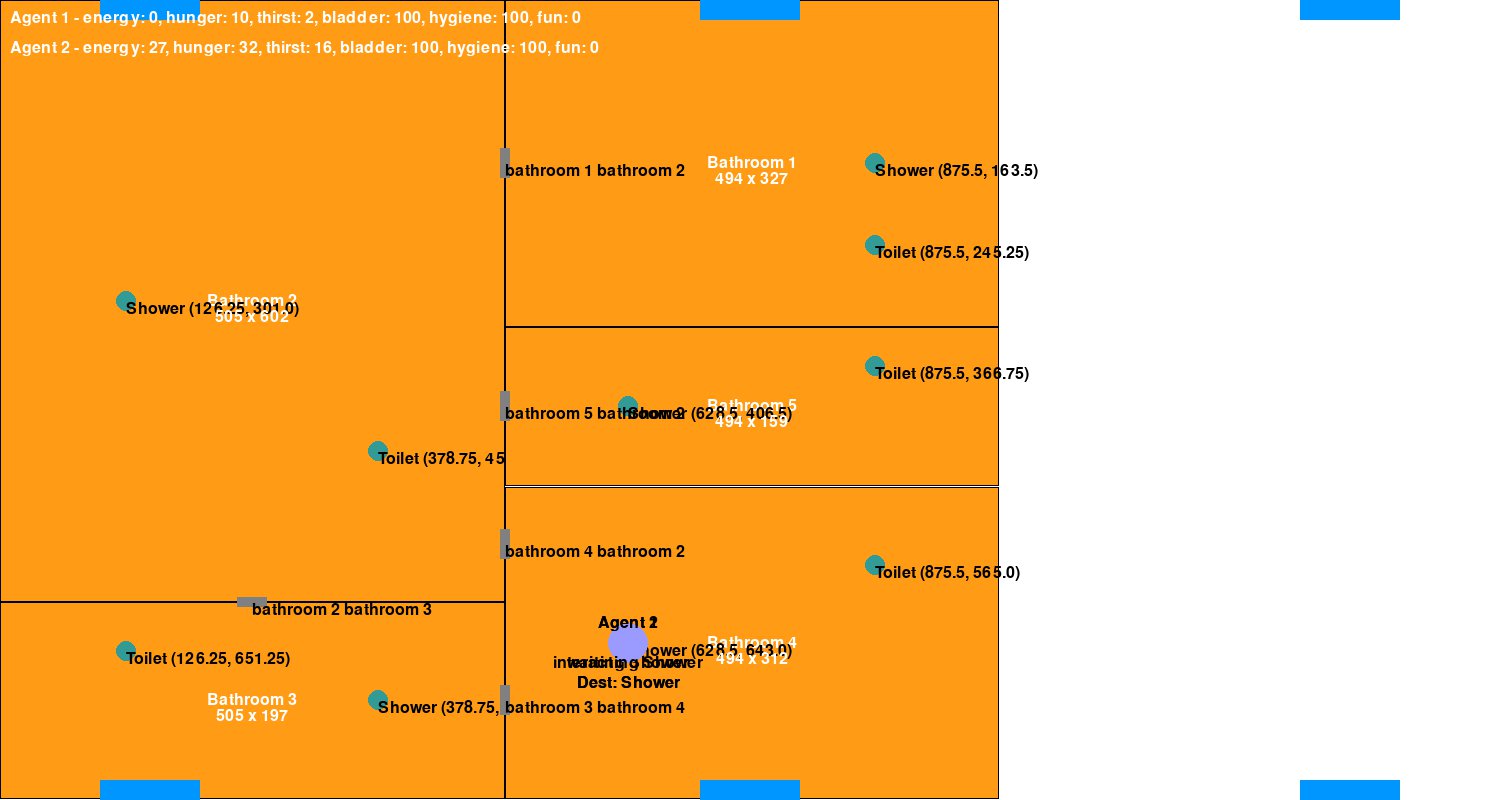 Agent 1 - energy: 0, hunger: 10, thirst: 2, bladder: 100, hygiene: 100, fun: 0
Agent 2 - energy: 27, hunger: 32, thirst: 16, bladder: 100, hygiene: 100, fun: 0
bathroom 1 bathroom 2
Bathroom 1
494 x 327
Shower (875.5, 163.5)
Toilet (875.5, 245.25)
Bathroom 2
505 x 602
Shower (126.25, 301.0)
Toilet (875.5, 366.75)
bathroom 5 bathroom 2
Shower (628.5, 406.5)
Bathroom 5
494 x 159
Toilet (378.75, 45
bathroom 4 bathroom 2
Toilet (875.5, 565.0)
bathroom 2 bathroom 3
Agent
Bathroom 4
494 x 312
Shower (628.5, 643.0)
Toilet (126.25, 651.25)
interacting Shower
Dest: Shower
Bathroom 3
505 x 197
Shower (378.75,
bathroom 3 bathroom 4